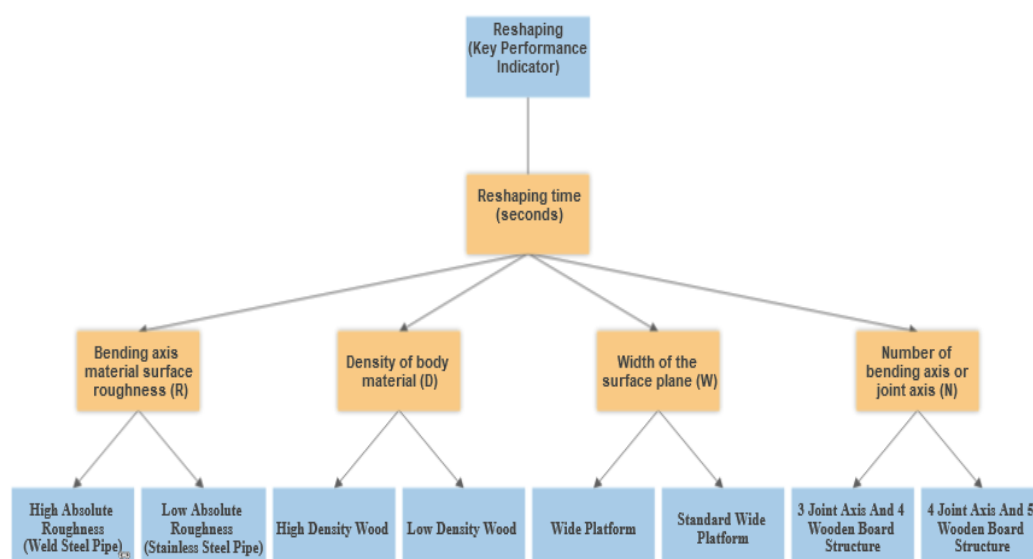 Reshaping
(Key Performance
Indicator)
Reshaping time
(seconds)
Bending axis
material surface
roughness (R)
Density of body
material (D)
Width of the
surface plane (W)
Number of
bending axis or
joint axis (N)
High Absolute
Roughness
(Weld Steel Pipe)
Low Absolute
Roughness
(Stainless Steel Pipe)
High Density Wood
Low Density Wood
Wide Platform
Standard Wide
Platform
3 Joint Axis And 4
Wooden Board
Structure
4 Joint Axis And 5
Wooden Board
Structure